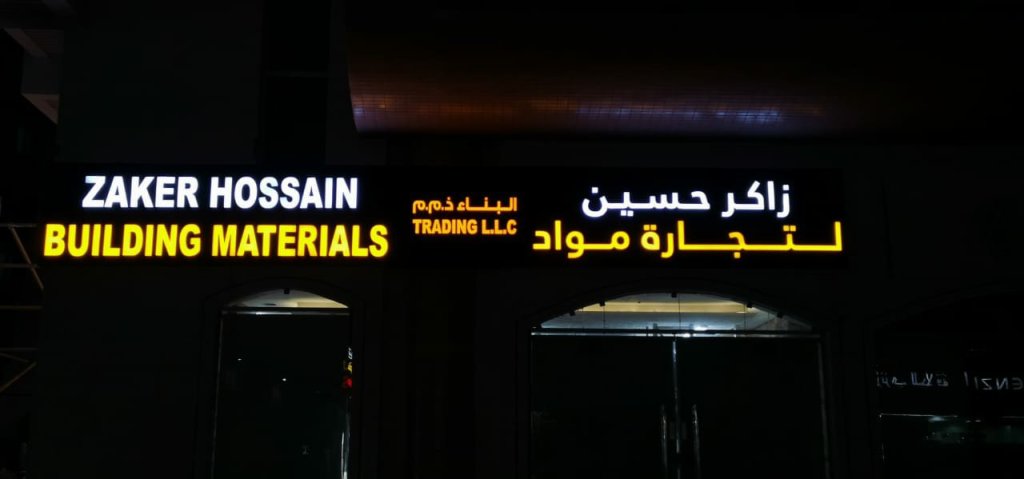 ZAKER HOSSAIN
BUILDING MATERIALS
TRADING L.L.C
زاكر حسين
لتجارة مواد
البناء ذ.م.م